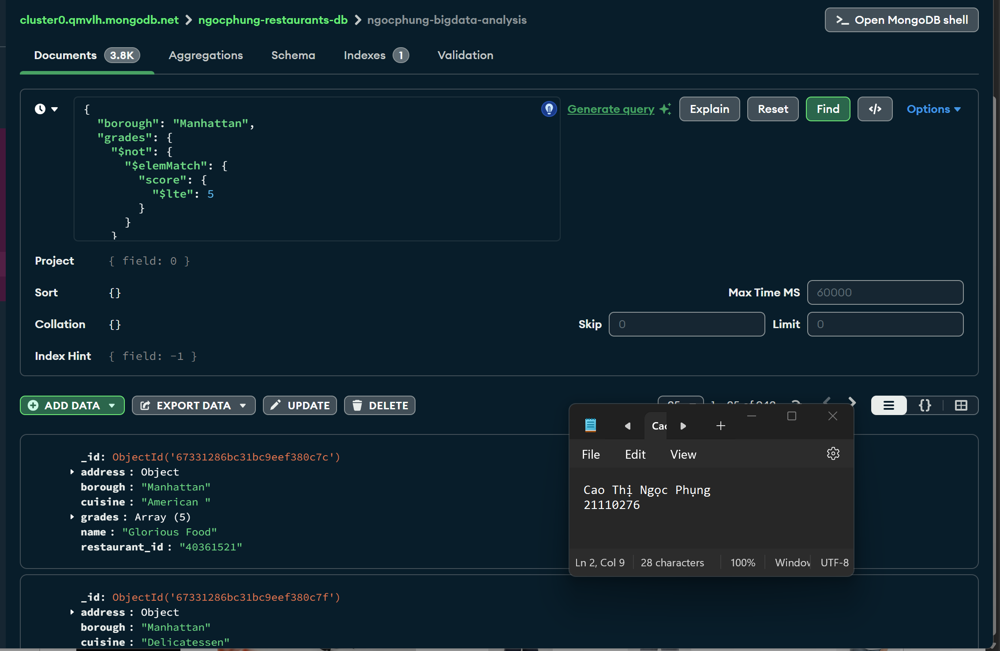 cluster0.qmvlh.mongodb.net > ngocphung-restaurants-db > ngocphung-bigdata-analysis
>_ Open MongoDB shell
Documents 3.8K Aggregations Schema Indexes 1 Validation
{
"borough": "Manhattan",
"grades": {
"$not": {
"$elemMatch": {
"score": {
"$lte": 5
}
}
}
Generate query Explain Reset Find </> Options
Project { field: 0 }
Sort {} Max Time MS 60000
Collation {} Skip 0 Limit 0
Index Hint { field: -1 }
ADD DATA EXPORT DATA UPDATE DELETE {}
_id: ObjectId('67331286bc31bc9eef380c7c')
address : Object
borough : "Manhattan"
cuisine : "American "
grades : Array (5)
name : "Glorious Food"
restaurant_id : "40361521"
_id: ObjectId('67331286bc31bc9eef380c7f')
address : Object
borough : "Manhattan"
cuisine : "Delicatessen"
File Edit View
Cao Thị Ngọc Phụng
21110276
Ln 2, Col 9 28 characters 100% UTF-8